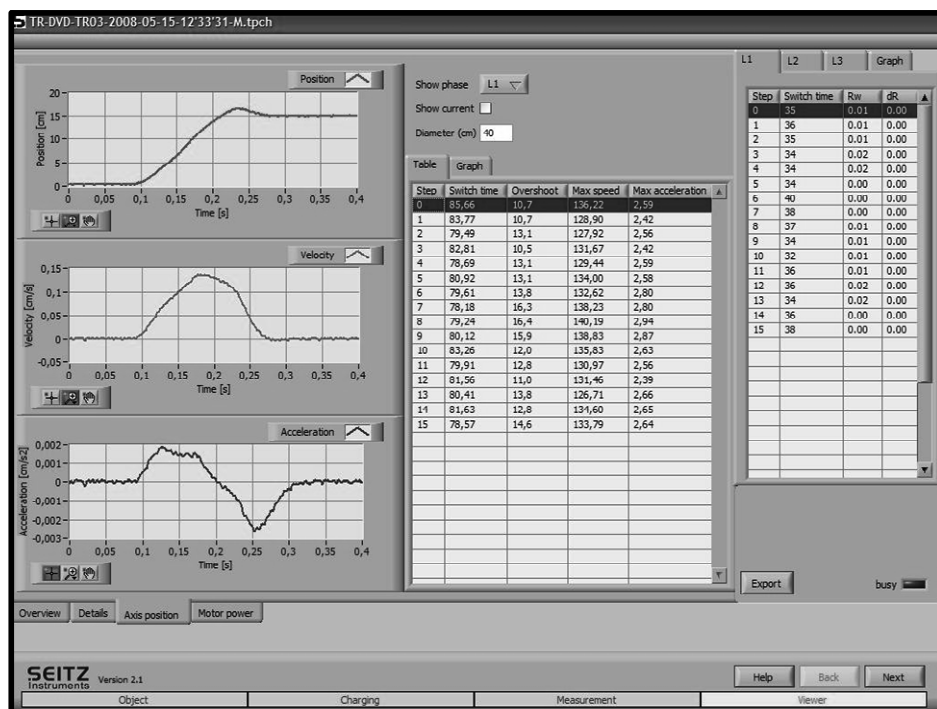 TR-DVD-TR03-2008-05-15-12'33'31-M.tpch
Position
20
15
10
5
0
Position [cm]
0 0,05 0,1 0,15 0,2 0,25 0,3 0,35 0,4
Time [s]
Velocity
0,15
0,1
0,05
0
-0,05
Velocity [cm/s]
0 0,05 0,1 0,15 0,2 0,25 0,3 0,35 0,4
Time [s]
Acceleration
0,002
0,001
0
-0,001
-0,002
-0,003
Acceleration [cm/s2]
0 0,05 0,1 0,15 0,2 0,25 0,3 0,35 0,4
Time [s]
Show phase L1
Show current
Diameter (cm) 40
Table Graph
Step Switch time Overshoot Max speed Max acceleration
0 85,66 10,7 136,22 2,59
1 83,77 10,7 128,90 2,42
2 79,49 13,1 127,92 2,56
3 82,81 10,5 131,67 2,42
4 78,69 13,1 129,44 2,59
5 80,92 13,1 134,00 2,58
6 79,61 13,8 132,62 2,80
7 78,18 16,3 138,23 2,80
8 79,24 16,4 140,19 2,94
9 80,12 15,9 138,83 2,87
10 83,26 12,0 135,83 2,63
11 79,91 12,8 130,97 2,56
12 81,56 11,0 131,46 2,39
13 80,41 13,8 126,71 2,66
14 81,63 12,8 134,60 2,65
15 78,57 14,6 133,79 2,64
L1 L2 L3 Graph
Step Switch time Rw dR
0 35 0.01 0.00
1 36 0.01 0.00
2 35 0.01 0.00
3 34 0.02 0.00
4 34 0.02 0.00
5 34 0.00 0.00
6 40 0.00 0.00
7 38 0.00 0.00
8 37 0.01 0.00
9 34 0.01 0.00
10 32 0.01 0.00
11 36 0.01 0.00
12 36 0.02 0.00
13 34 0.02 0.00
14 36 0.00 0.00
15 38 0.00 0.00
Export busy
Overview Details Axis position Motor power
SEITZ
Instruments Version 2.1
Help Back Next
Object Charging Measurement Viewer